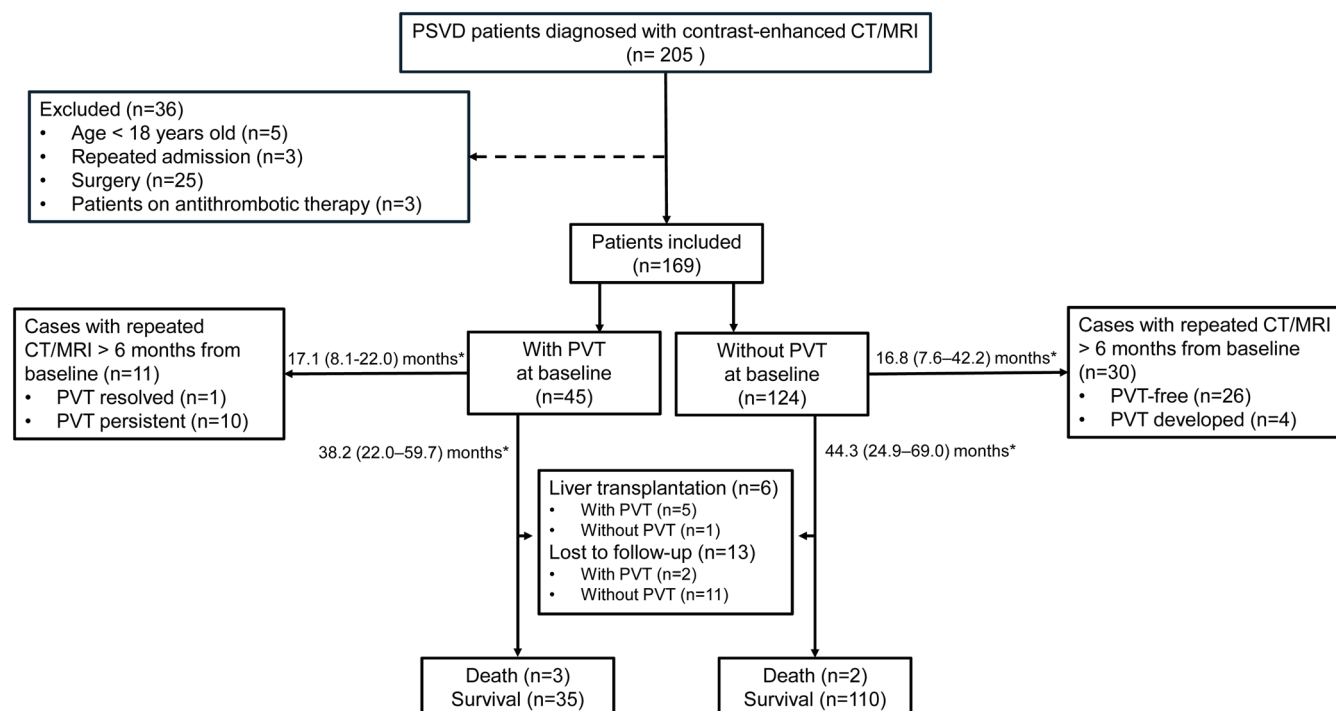 PSVD patients diagnosed with contrast-enhanced CT/MRI
(n= 205 )
Excluded (n=36)
• Age < 18 years old (n=5)
• Repeated admission (n=3)
• Surgery (n=25)
• Patients on antithrombotic therapy (n=3)
Patients included
(n=169)
Cases with repeated
CT/MRI > 6 months from
baseline (n=11)
• PVT resolved (n=1)
• PVT persistent (n=10)
17.1 (8.1-22.0) months*
With PVT
at baseline
(n=45)
Without PVT
at baseline
(n=124)
16.8 (7.6–42.2) months*
Cases with repeated CT/MRI
> 6 months from baseline
(n=30)
• PVT-free (n=26)
• PVT developed (n=4)
38.2 (22.0–59.7) months*
44.3 (24.9–69.0) months*
Liver transplantation (n=6)
• With PVT (n=5)
• Without PVT (n=1)
Lost to follow-up (n=13)
• With PVT (n=2)
• Without PVT (n=11)
Death (n=3)
Survival (n=35)
Death (n=2)
Survival (n=110)